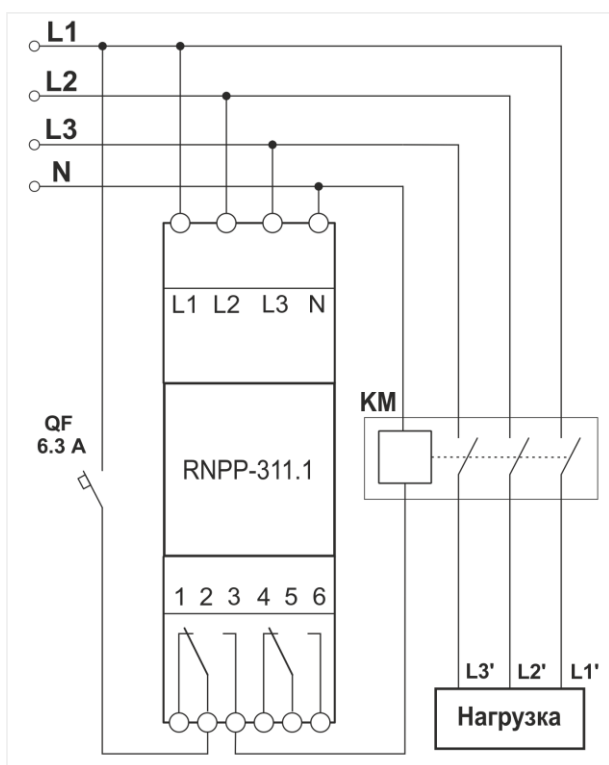 L1
L2
L3
N
L1 L2 L3 N
KM
QF
6.3 A
RNPP-311.1
1 2 3 4 5 6
L3' L2' L1'
Нагрузка